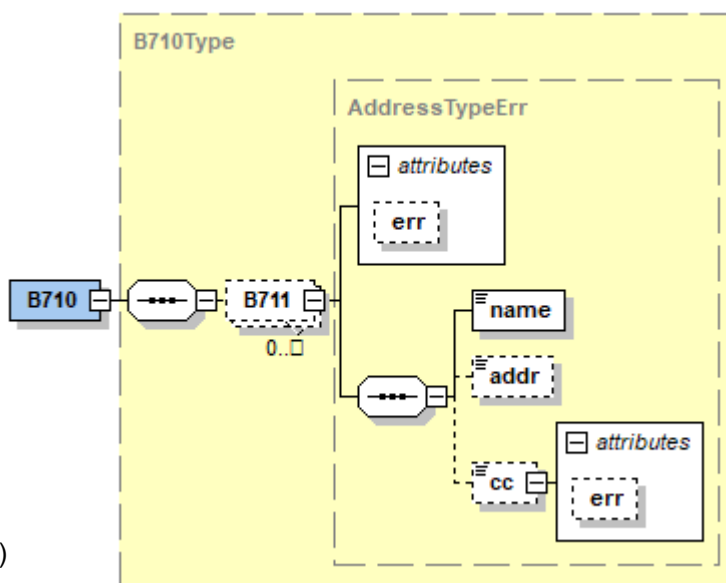 B710Type
AddressTypeErr
attributes
err
B710
B711
0..□
name
addr
attributes
cc
err
)